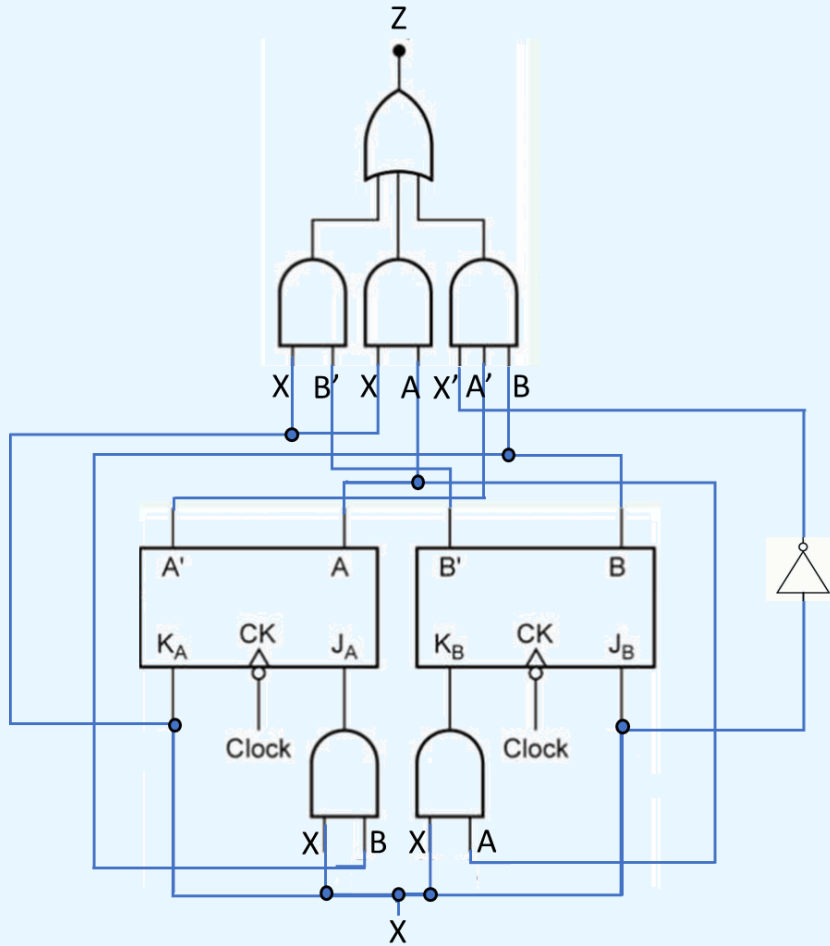 Z
X B' X A X' A' B
A' A B' B
K_A CK J_A K_B CK J_B
Clock Clock
X B X A
X